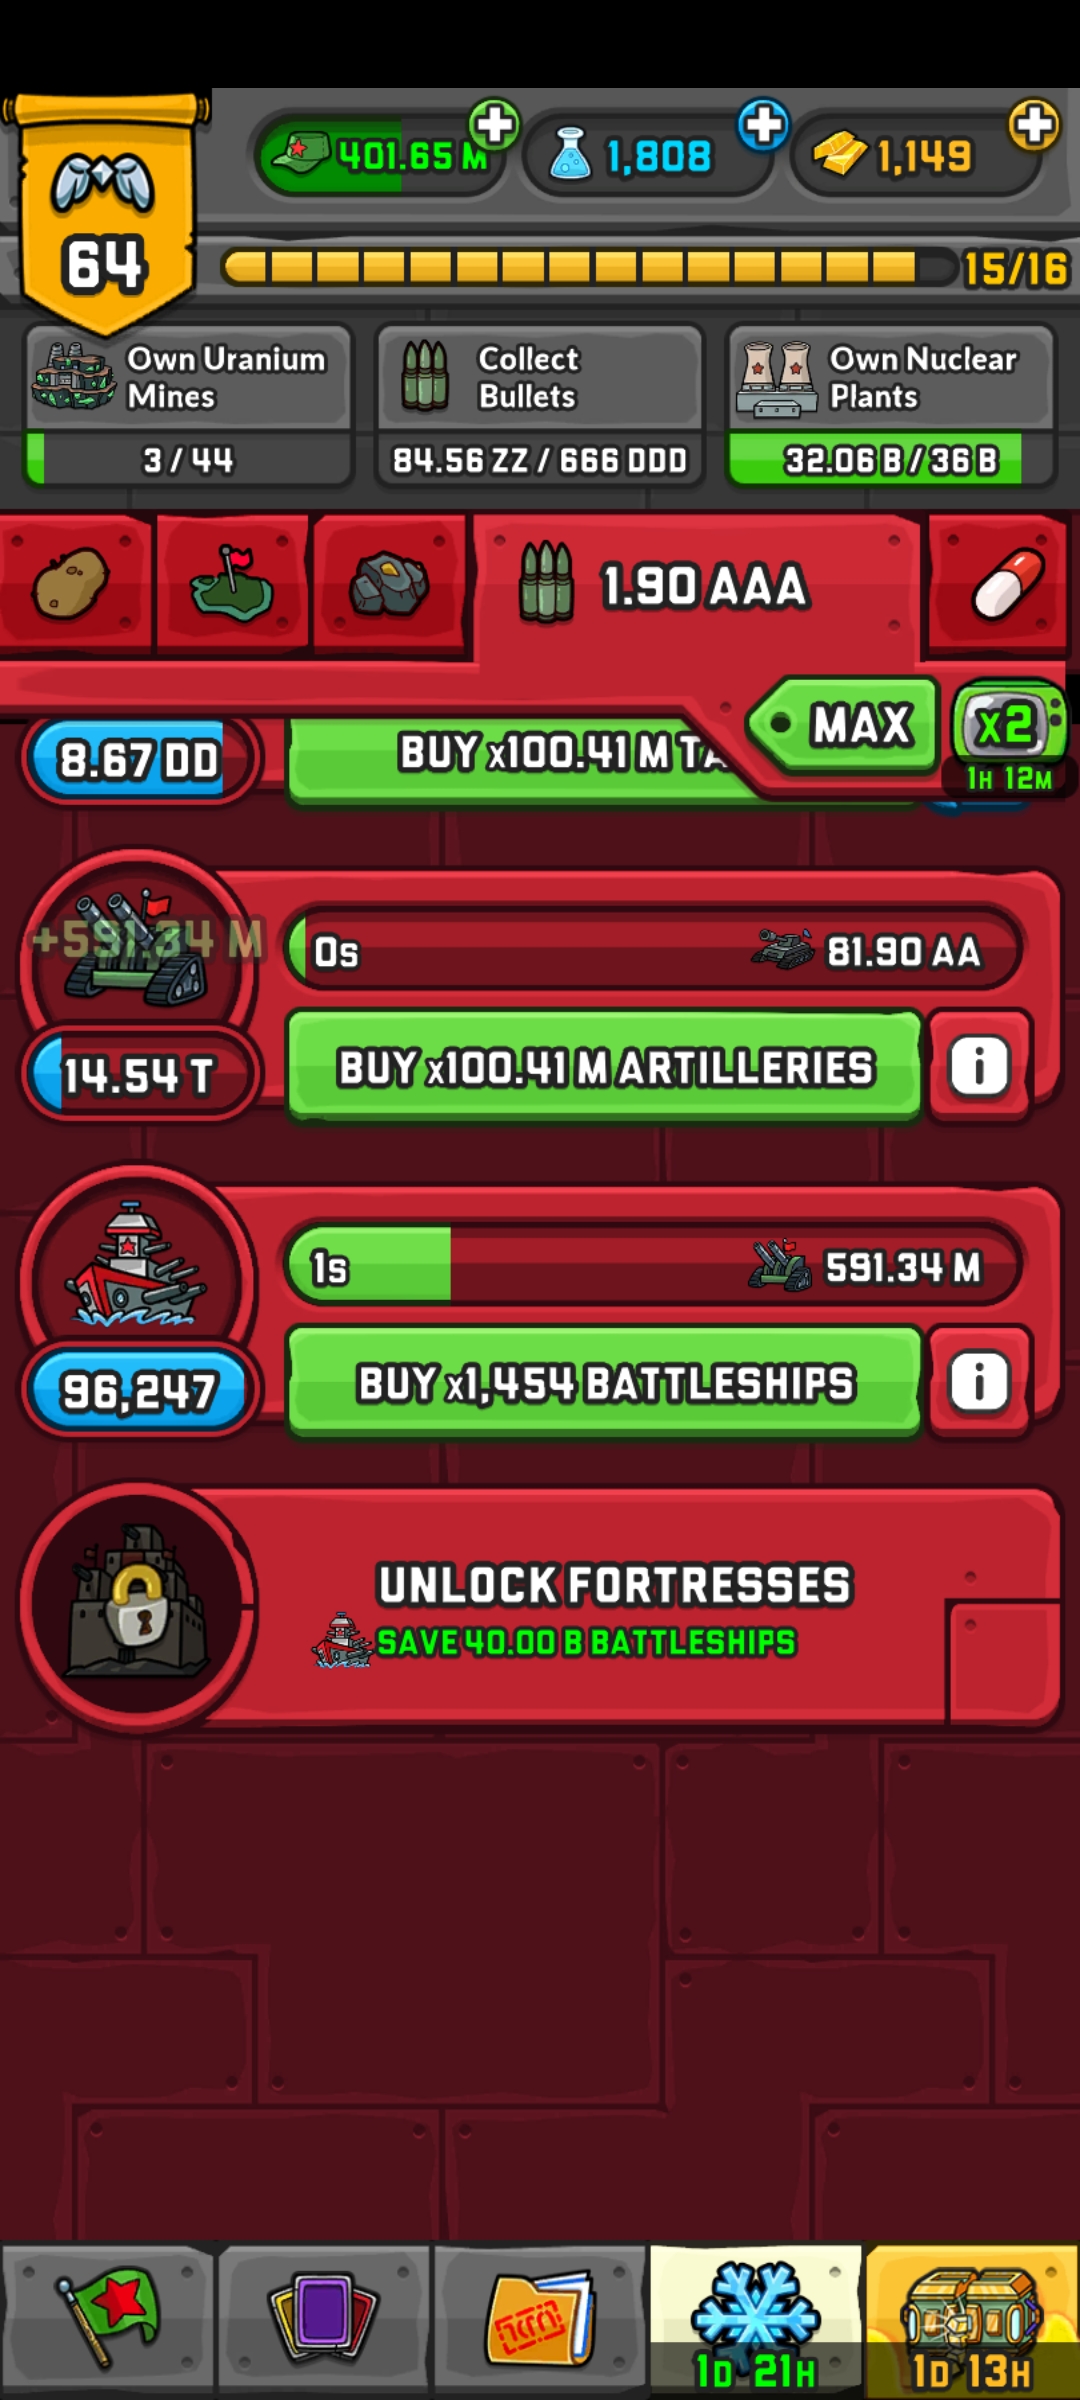 401.65 M
1,808
1,149
64
15/16
Own Uranium
Mines
3 / 44
Collect
Bullets
84.56 ZZ / 666 DDD
Own Nuclear
Plants
32.06 B / 36 B
1.90 AAA
MAX
x2
1H 12M
8.67 DD
BUY x100.41 M TA
+591.34 M
0s
81.90 AA
14.54 T
BUY x100.41 M ARTILLERIES
i
1s
591.34 M
96,247
BUY x1,454 BATTLESHIPS
i
UNLOCK FORTRESSES
SAVE 40.00 B BATTLESHIPS
1D 21H
1D 13H